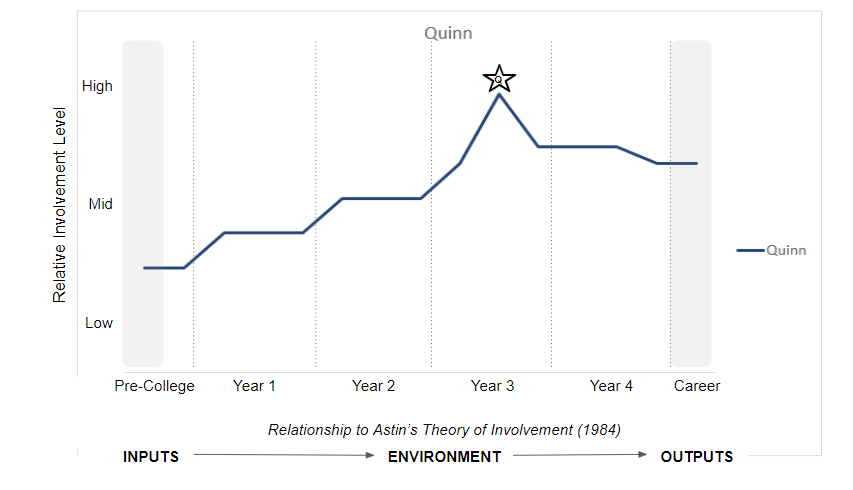 Quinn
Q
High
Mid
Low
Relative Involvement Level
Quinn
Pre-College Year 1 Year 2 Year 3 Year 4 Career
Relationship to Astin's Theory of Involvement (1984)
INPUTS ENVIRONMENT OUTPUTS